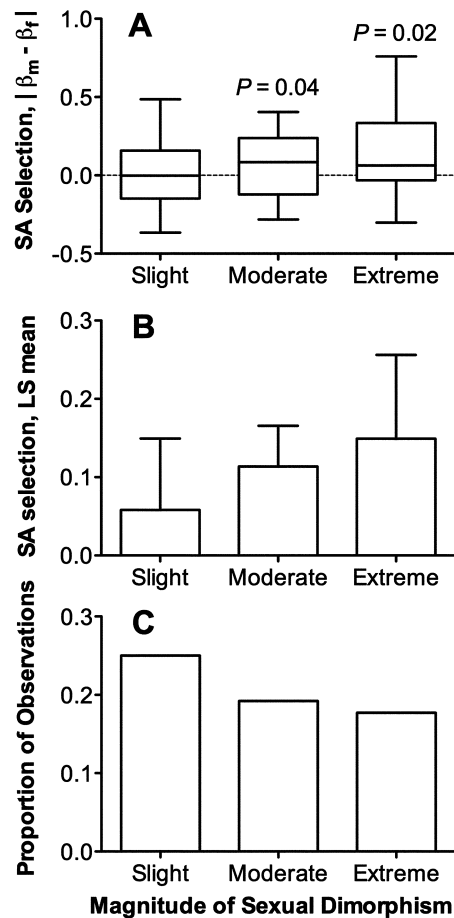 A
SA Selection, | βm - βf |
1.0
0.5
0.0
-0.5
P = 0.04
P = 0.02
Slight Moderate Extreme
B
SA selection, LS mean
0.3
0.2
0.1
0.0
Slight Moderate Extreme
C
Proportion of Observations
0.3
0.2
0.1
0.0
Slight Moderate Extreme
Magnitude of Sexual Dimorphism